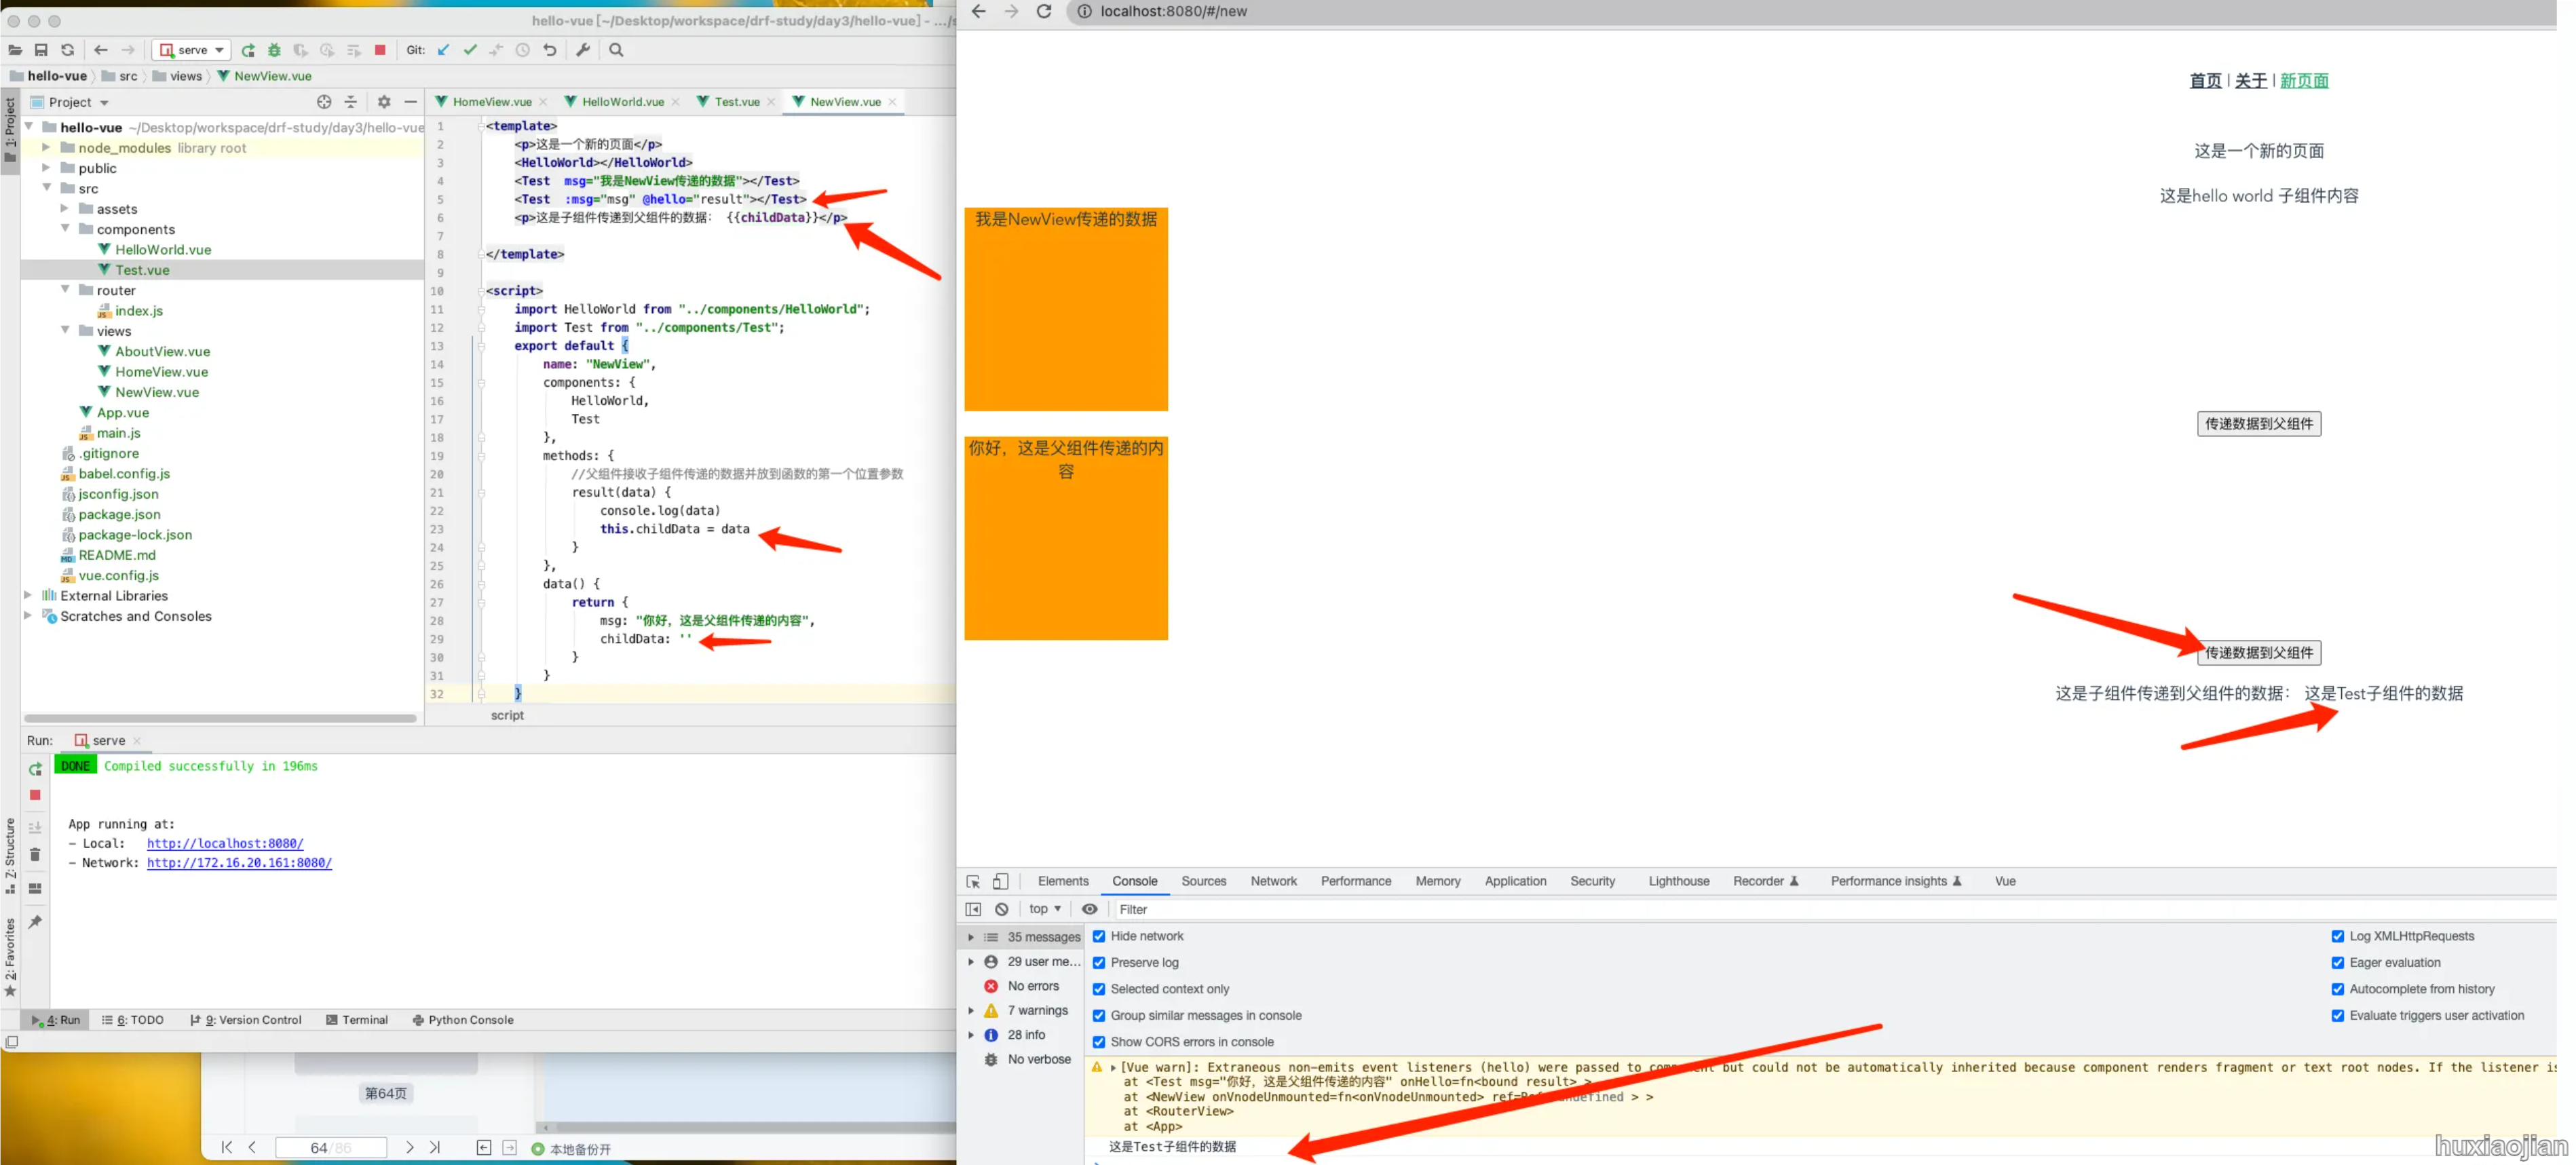 hello-vue [~/Desktop/workspace/drf-study/day3/hello-vue] - .../s
serve
Git:
hello-vue
src
views
NewView.vue
1: Project
Z: Structure
2: Favorites
Project
hello-vue ~/Desktop/workspace/drf-study/day3/hello-vue
node_modules library root
public
src
assets
components
HelloWorld.vue
Test.vue
router
index.js
views
AboutView.vue
HomeView.vue
NewView.vue
App.vue
main.js
.gitignore
babel.config.js
jsconfig.json
package.json
package-lock.json
README.md
vue.config.js
External Libraries
Scratches and Consoles
HomeView.vue
HelloWorld.vue
Test.vue
NewView.vue
1 <template>
2 <p>这是一个新的页面</p>
3 <HelloWorld></HelloWorld>
4 <Test msg="我是NewView传递的数据"></Test>
5 <Test :msg="msg" @hello="result"></Test>
6 <p>这是子组件传递到父组件的数据: {{childData}}</p>
7
8 </template>
9
10 <script>
11 import HelloWorld from "../components/HelloWorld";
12 import Test from "../components/Test";
13 export default {
14 name: "NewView",
15 components: {
16 HelloWorld,
17 Test
18 },
19 methods: {
20 //父组件接收子组件传递的数据并放到函数的第一个位置参数
21 result(data) {
22 console.log(data)
23 this.childData = data
24 }
25 },
26 data() {
27 return {
28 msg: "你好，这是父组件传递的内容",
29 childData: ''
30 }
31 }
32 }
script
Run: serve
DONE Compiled successfully in 196ms
App running at:
- Local: http://localhost:8080/
- Network: http://172.16.20.161:8080/
4: Run
6: TODO
9: Version Control
Terminal
Python Console
第64页
64/86
本地备份开
localhost:8080/#/new
首页 | 关于 | 新页面
这是一个新的页面
这是hello world 子组件内容
我是NewView传递的数据
传递数据到父组件
你好，这是父组件传递的内
容
传递数据到父组件
这是子组件传递到父组件的数据: 这是Test子组件的数据
Elements
Console
Sources
Network
Performance
Memory
Application
Security
Lighthouse
Recorder
Performance insights
Vue
top
Filter
35 messages
29 user me...
No errors
7 warnings
28 info
No verbose
Hide network
Preserve log
Selected context only
Group similar messages in console
Show CORS errors in console
Log XMLHttpRequests
Eager evaluation
Autocomplete from history
Evaluate triggers user activation
[Vue warn]: Extraneous non-emits event listeners (hello) were passed to component but could not be automatically inherited because component renders fragment or text root nodes. If the listener is
at <Test msg="你好，这是父组件传递的内容" onHello=fn<bound result> >
at <NewView onVnodeUnmounted=fn<onVnodeUnmounted> ref=Ref< undefined > >
at <RouterView>
at <App>
这是Test子组件的数据
huxiaojian